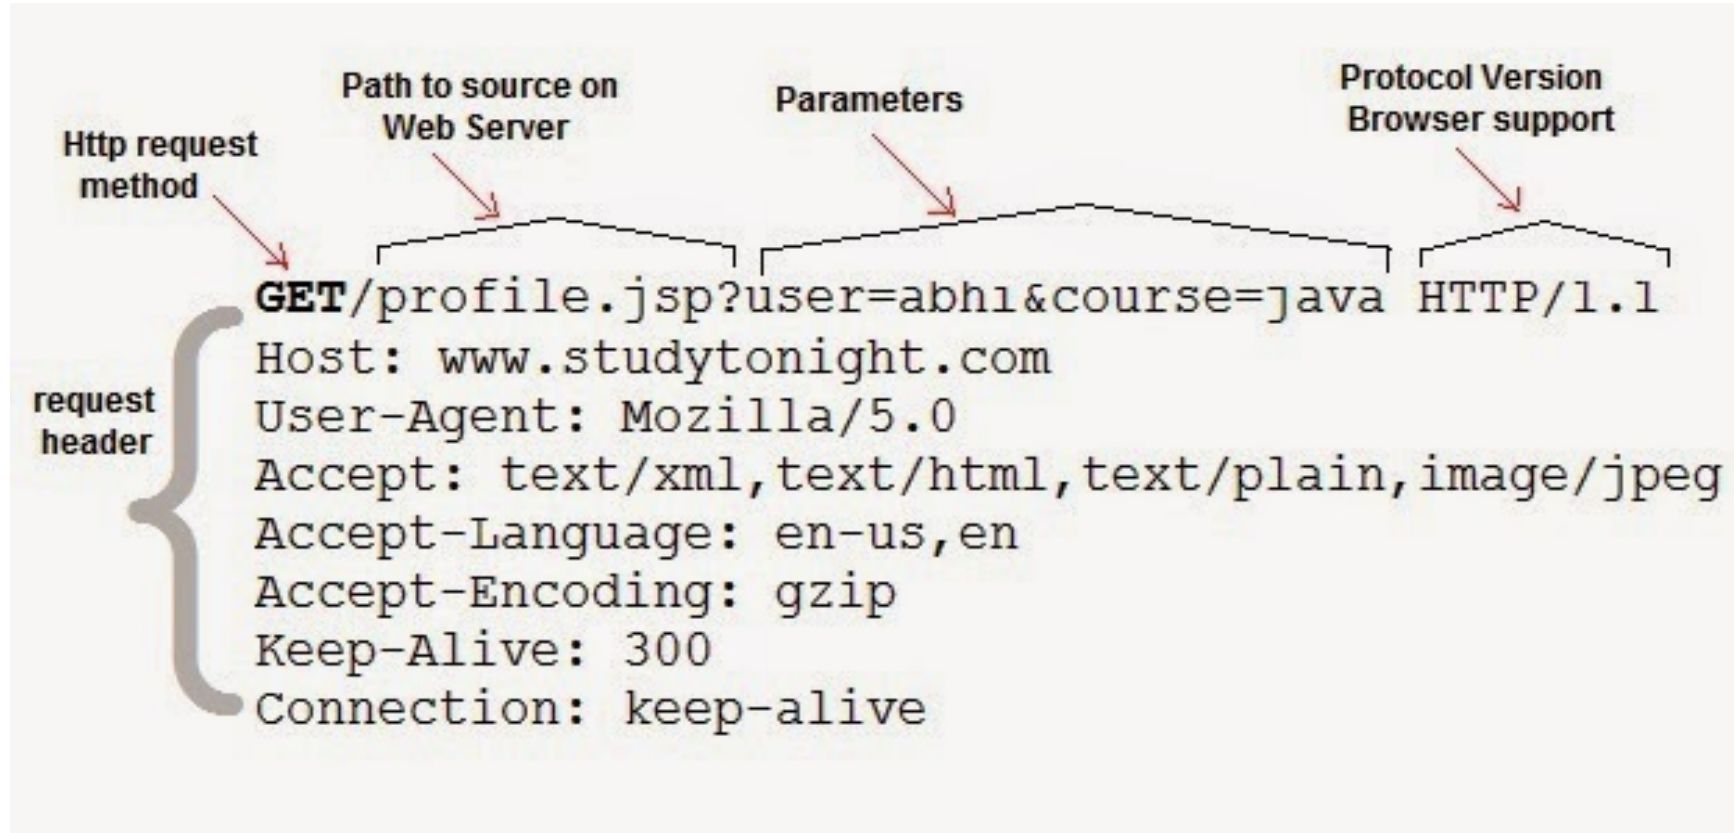 Path to source on
Web Server
Parameters
Protocol Version
Browser support
Http request
method
GET/profile.jsp?user=abhi&course=java HTTP/1.1
Host: www.studytonight.com
User-Agent: Mozilla/5.0
request
header
Accept: text/xml,text/html,text/plain,image/jpeg
Accept-Language: en-us,en
Accept-Encoding: gzip
Keep-Alive: 300
Connection: keep-alive